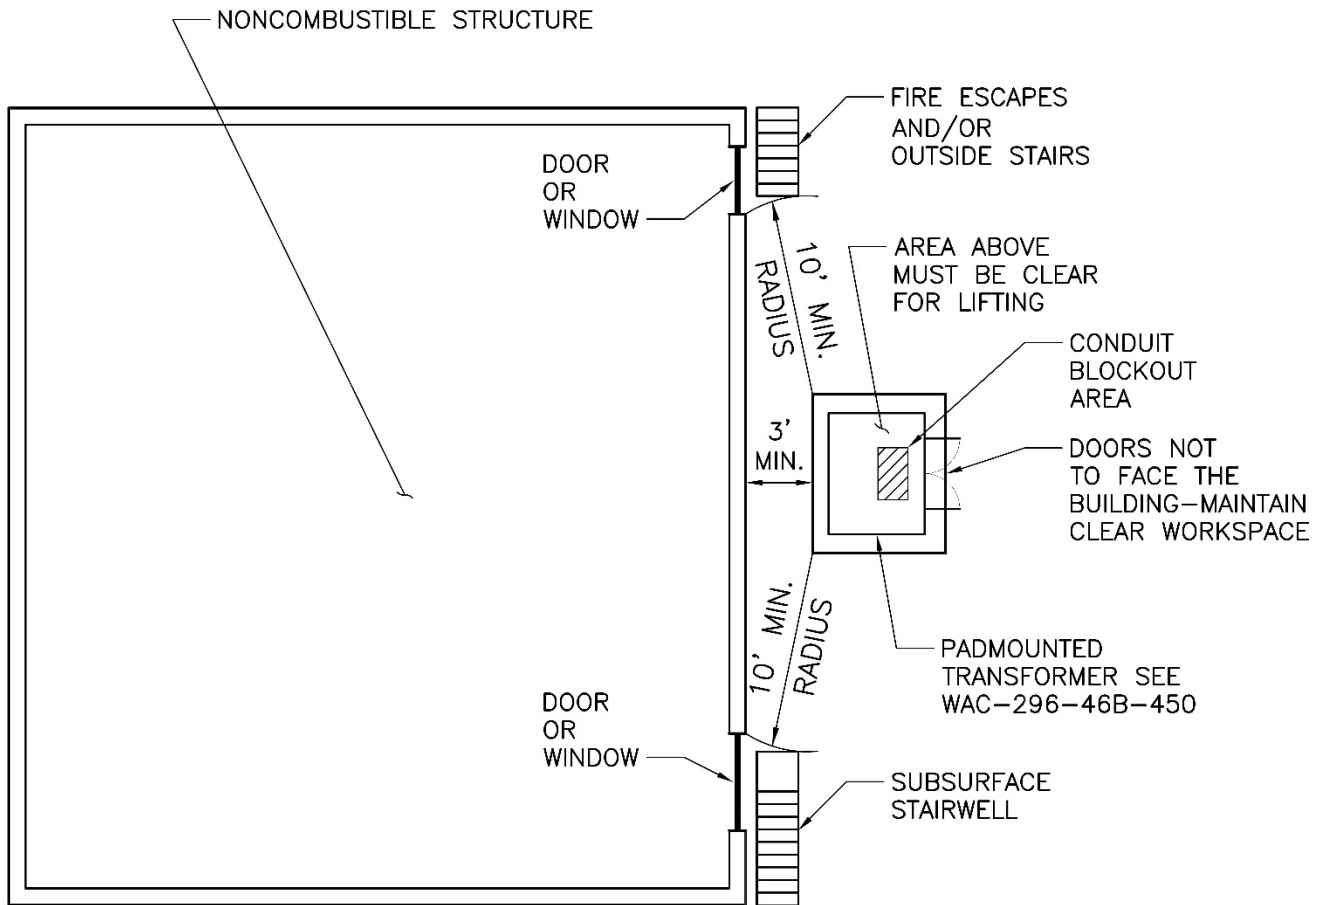 NONCOMBUSTIBLE STRUCTURE
FIRE ESCAPES
AND/OR
OUTSIDE STAIRS
DOOR
OR
WINDOW
10' MIN.
RADIUS
AREA ABOVE
MUST BE CLEAR
FOR LIFTING
CONDUIT
BLOCKOUT
AREA
3'
MIN.
DOORS NOT
TO FACE THE
BUILDING-MAINTAIN
CLEAR WORKSPACE
10' MIN.
RADIUS
PADMOUNTED
TRANSFORMER SEE
WAC-296-46B-450
DOOR
OR
WINDOW
SUBSURFACE
STAIRWELL